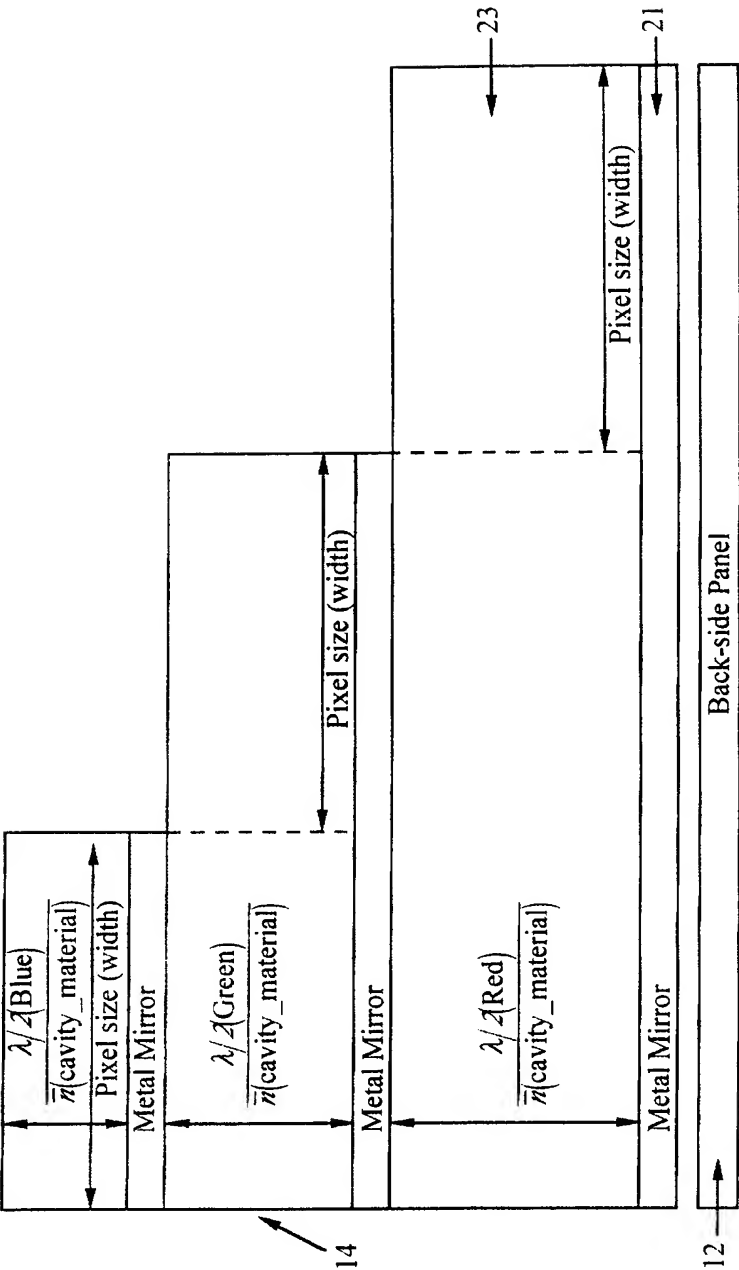 λ/2(Blue)
n̅(cavity_material)
Pixel size (width)
Metal Mirror
14
λ/2(Green)
n̅(cavity_material)
Pixel size (width)
Metal Mirror
λ/2(Red)
n̅(cavity_material)
Pixel size (width)
23
Metal Mirror
21
12
Back-side Panel